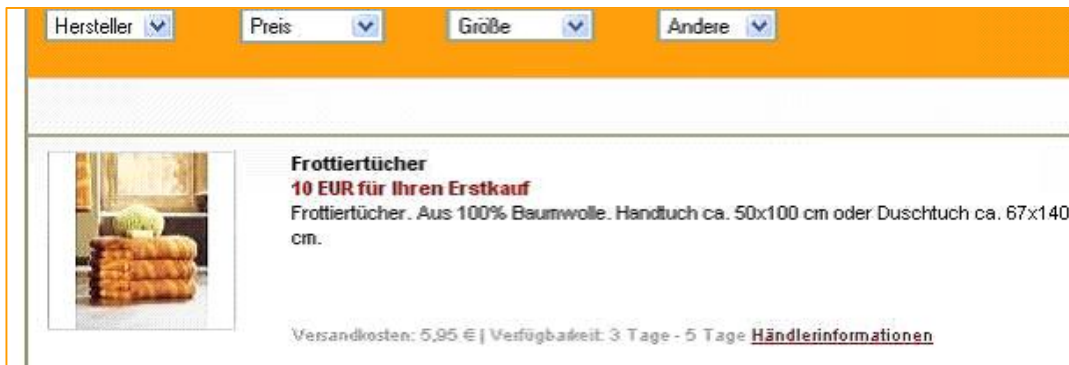 Hersteller Preis Größe Andere
Frottiertücher
10 EUR für Ihren Erstkauf
Frottiertücher. Aus 100% Baumwolle. Handtuch ca. 50x100 cm oder Duschtuch ca. 67x140
cm.
Versandkosten: 5,95 € | Verfügbarkeit: 3 Tage - 5 Tage Händlerinformationen